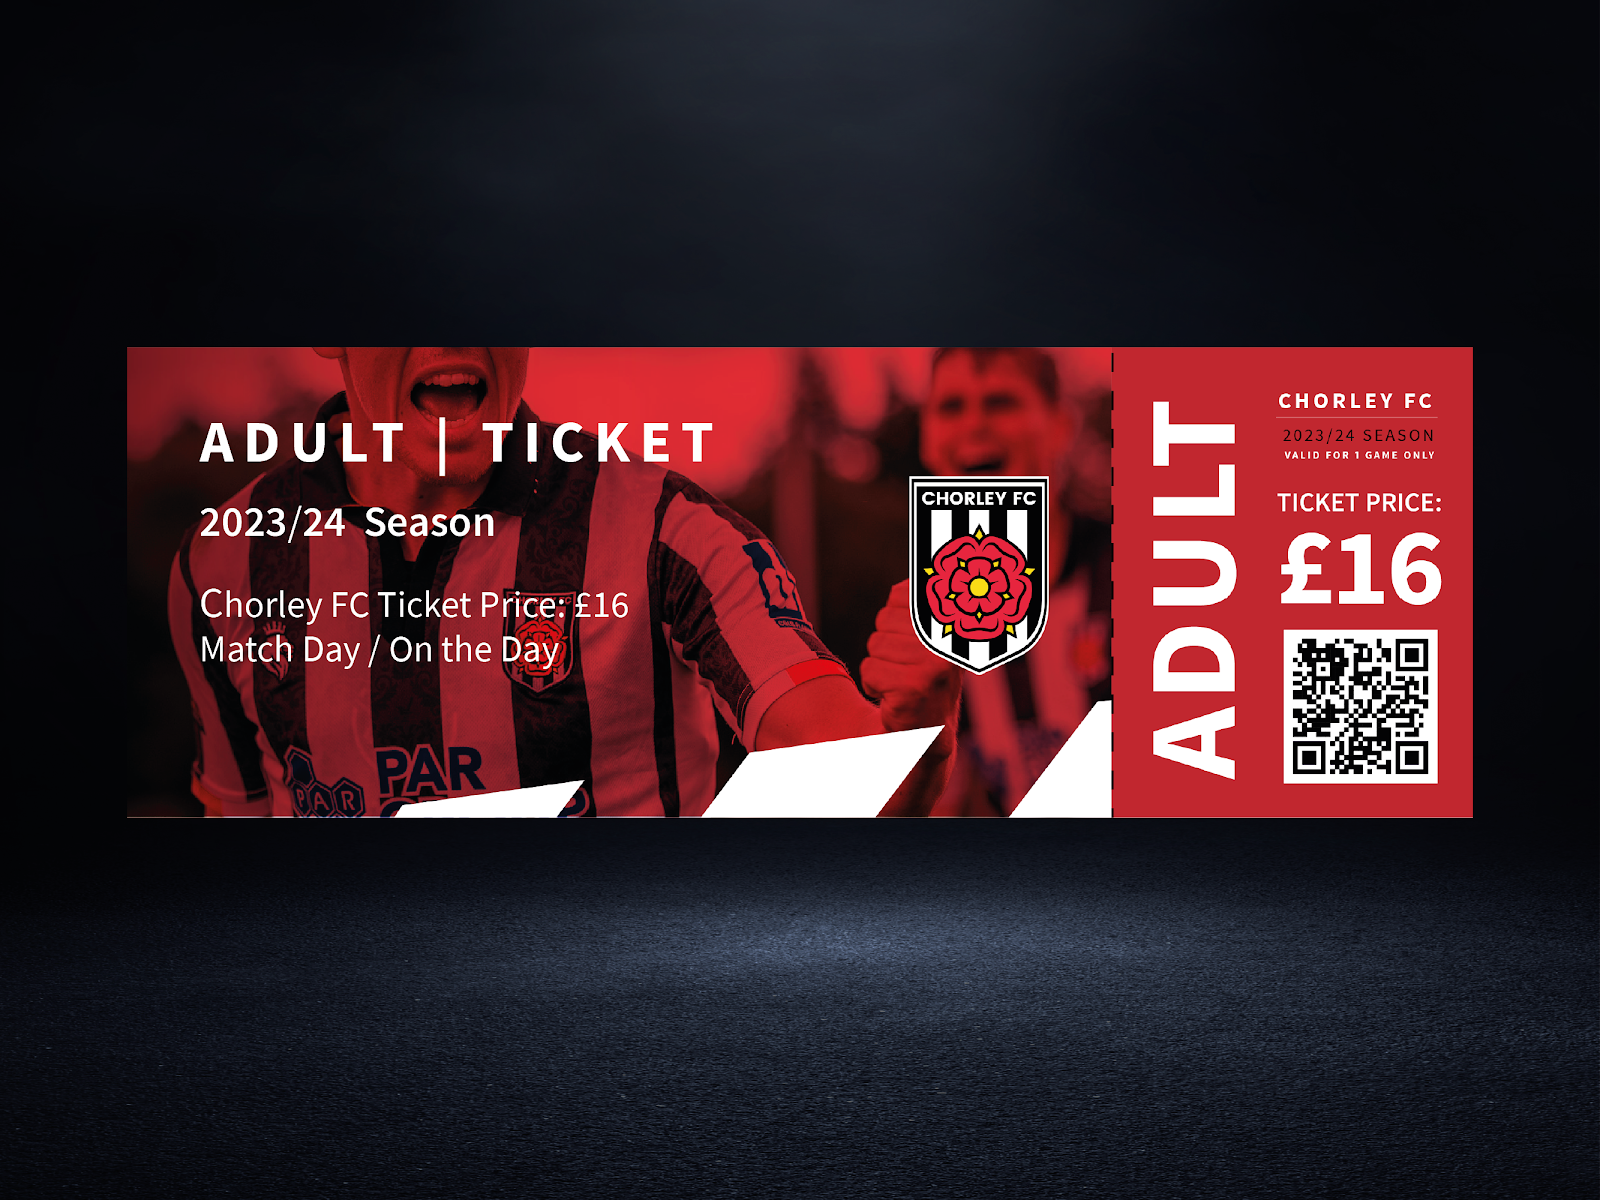 ADULT | TICKET
2023/24 Season
Chorley FC Ticket Price: £16
Match Day / On the Day
CHORLEY FC
PAR
PAR
ADULT
CHORLEY FC
2023/24 SEASON
VALID FOR 1 GAME ONLY
TICKET PRICE:
£16